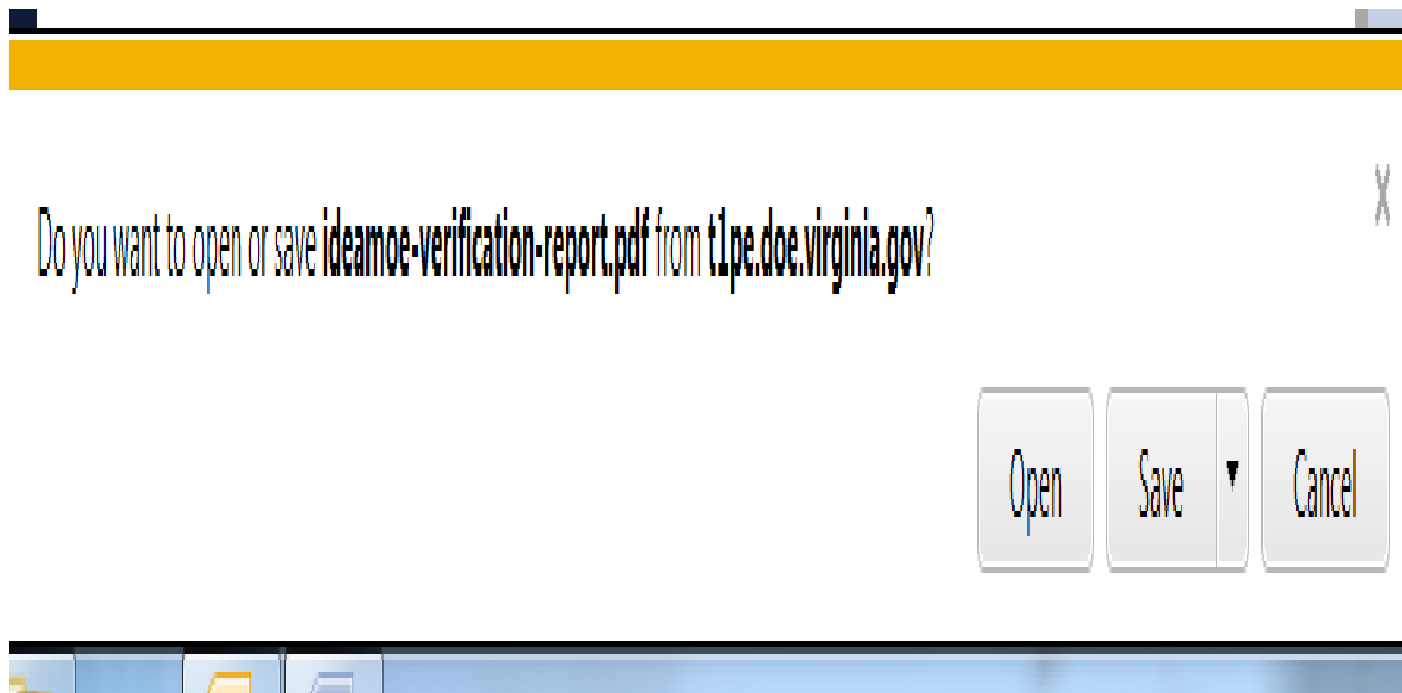 X
Do you want to open or save ideamoe-verification-report.pdf from t1pe.doe.virginia.gov?
Open Save Cancel